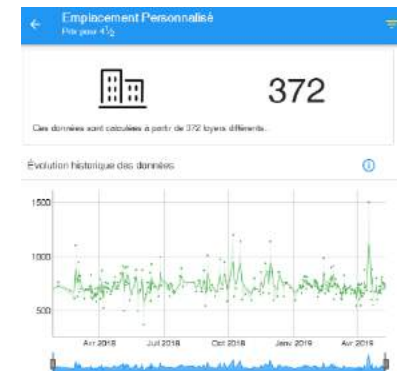 Emplacement Personnalisé
Prix pour 4½
372
Ces données sont calculées à partir de 372 loyers différents.
Évolution historique des données
1500
1000
500
Avr 2018
Juil 2018
Oct 2018
Janv 2019
Avr 2019